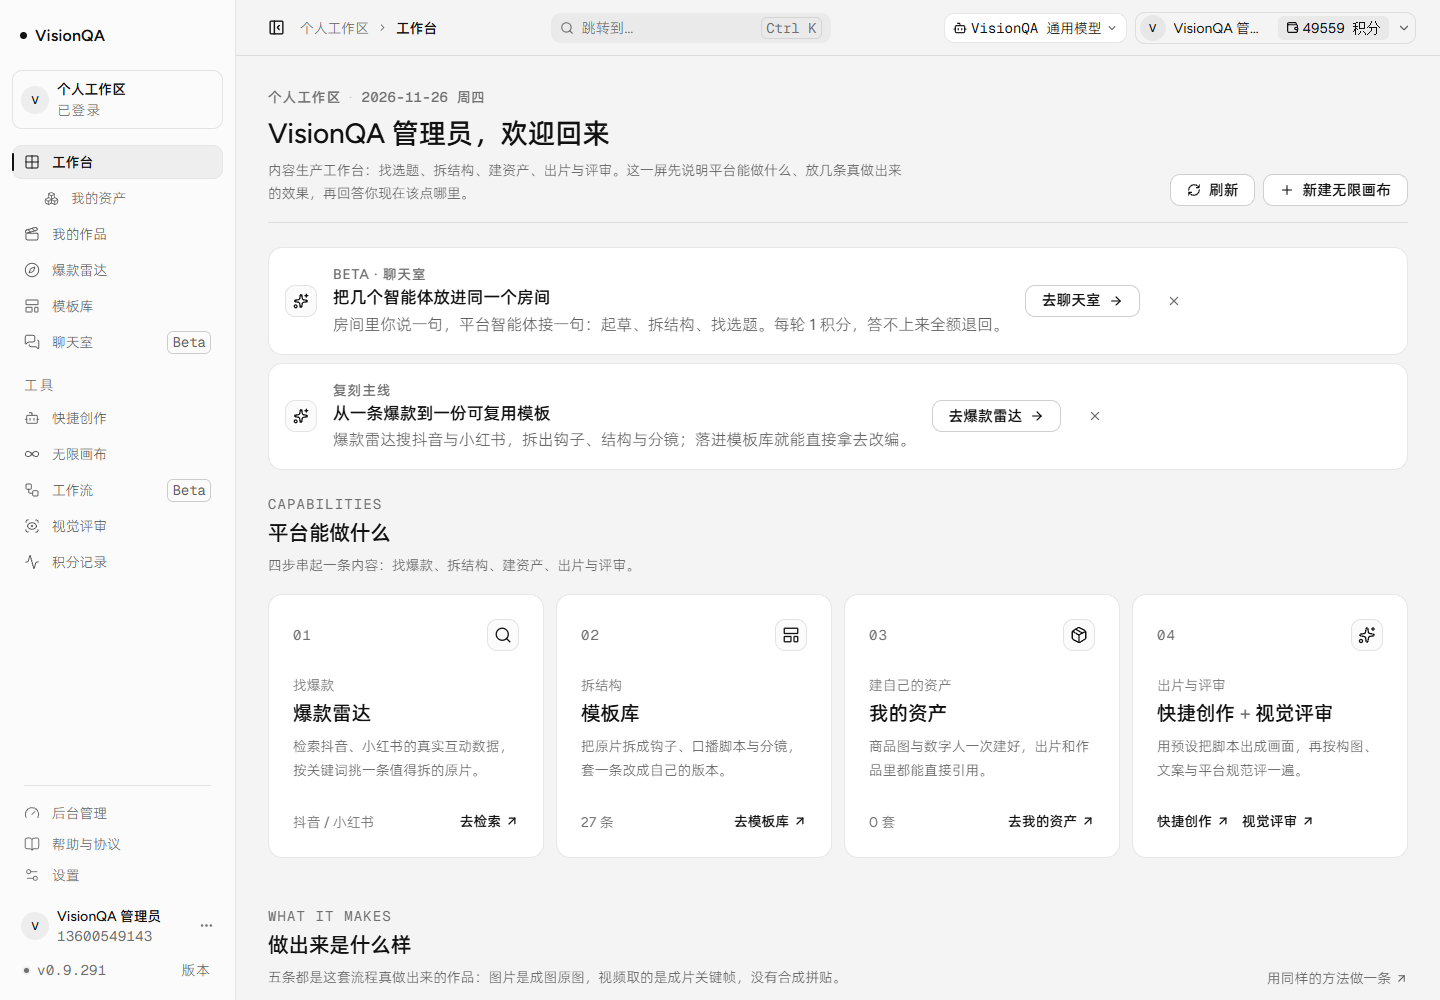 VisionQA
个人工作区
已登录
工作台
我的资产
我的作品
爆款雷达
模板库
聊天室 Beta
工具
快捷创作
无限画布
工作流 Beta
视觉评审
积分记录
后台管理
帮助与协议
设置
VisionQA 管理员
13600549143
v0.9.291 版本
个人工作区 > 工作台
跳转到... Ctrl K
VisionQA 通用模型
V VisionQA 管... 49559 积分
个人工作区 · 2026-11-26 周四
VisionQA 管理员，欢迎回来
内容生产工作台：找选题、拆结构、建资产、出片与评审。这一屏先说明平台能做什么、放几条真做出来
的效果，再回答你现在该点哪里。
刷新
+ 新建无限画布
BETA · 聊天室
把几个智能体放进同一个房间
房间里你说一句，平台智能体接一句：起草、拆结构、找选题。每轮 1 积分，答不上来全额退回。
去聊天室 →
复刻主线
从一条爆款到一份可复用模板
爆款雷达搜抖音与小红书，拆出钩子、结构与分镜；落进模板库就能直接拿去改编。
去爆款雷达 →
CAPABILITIES
平台能做什么
四步串起一条内容：找爆款、拆结构、建资产、出片与评审。
01
找爆款
爆款雷达
检索抖音、小红书的真实互动数据，
按关键词挑一条值得拆的原片。
抖音 / 小红书 去检索 ↗
02
拆结构
模板库
把原片拆成钩子、口播脚本与分镜，
套一条改成自己的版本。
27 条 去模板库 ↗
03
建自己的资产
我的资产
商品图与数字人一次建好，出片和作
品里都能直接引用。
0 套 去我的资产 ↗
04
出片与评审
快捷创作 + 视觉评审
用预设把脚本出成画面，再按构图、
文案与平台规范评一遍。
快捷创作 ↗ 视觉评审 ↗
WHAT IT MAKES
做出来是什么样
五条都是这套流程真做出来的作品：图片是成图原图，视频取的是成片关键帧，没有合成拼贴。
用同样的方法做一条 ↗